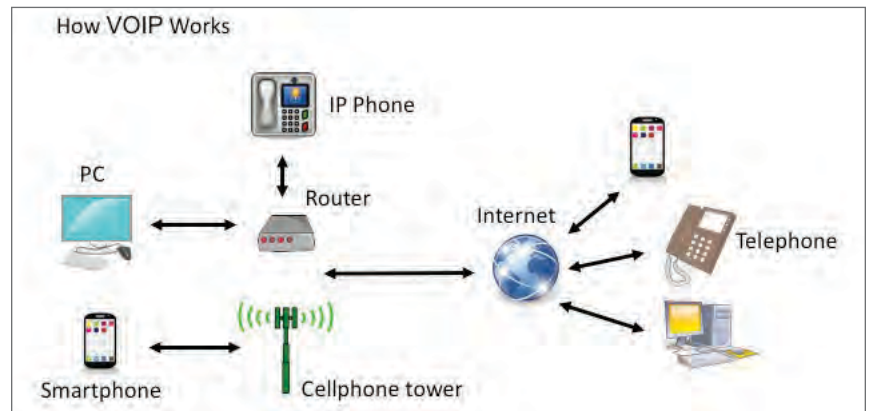 How VOIP Works
IP Phone
PC
Router
Internet
Telephone
Smartphone
Cellphone tower